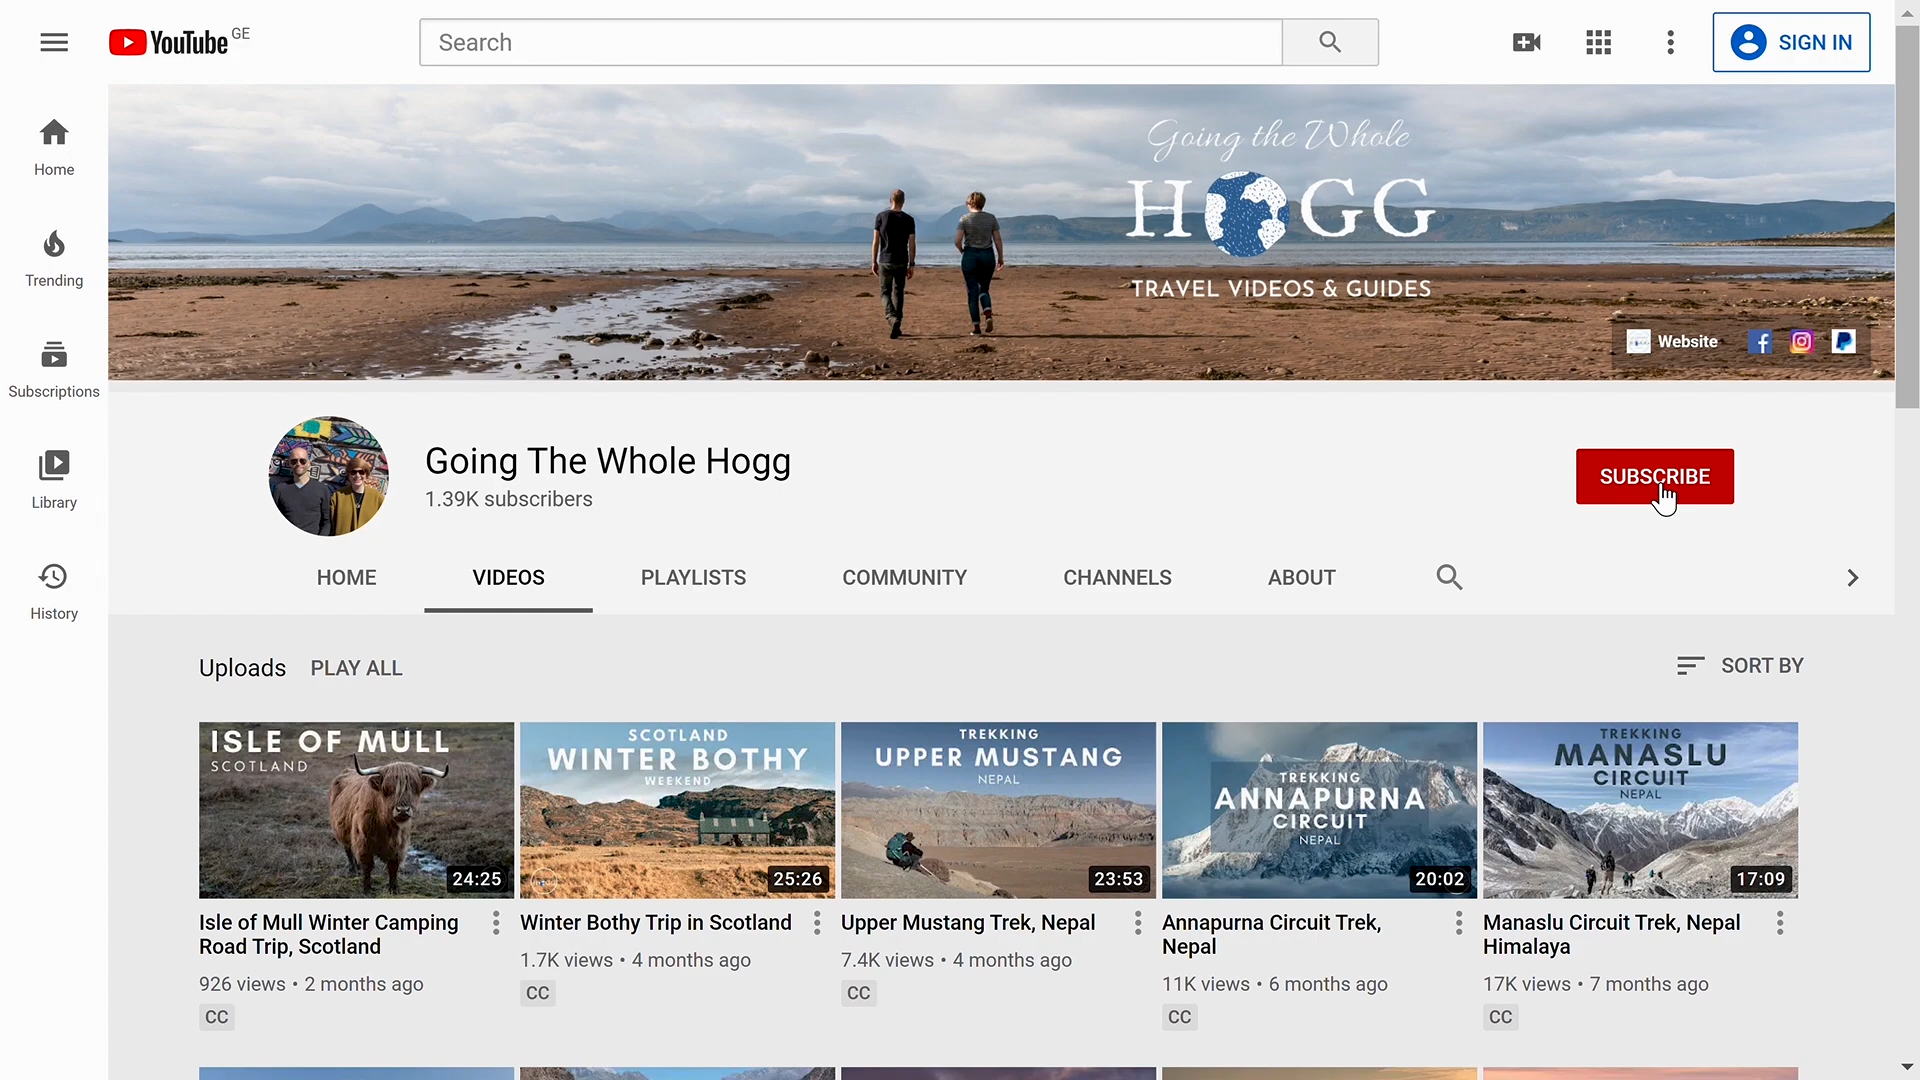 YouTube GE
Search
SIGN IN
Home
Trending
Subscriptions
Library
History
Going the Whole
HOGG
TRAVEL VIDEOS & GUIDES
Website
Going The Whole Hogg
1.39K subscribers
SUBSCRIBE
HOME
VIDEOS
PLAYLISTS
COMMUNITY
CHANNELS
ABOUT
Uploads
PLAY ALL
SORT BY
ISLE OF MULL
SCOTLAND
24:25
Isle of Mull Winter Camping
Road Trip, Scotland
926 views • 2 months ago
CC
SCOTLAND
WINTER BOTHY
WEEKEND
25:26
Winter Bothy Trip in Scotland
1.7K views • 4 months ago
CC
TREKKING
UPPER MUSTANG
NEPAL
23:53
Upper Mustang Trek, Nepal
7.4K views • 4 months ago
CC
TREKKING
ANNAPURNA
CIRCUIT
NEPAL
20:02
Annapurna Circuit Trek,
Nepal
11K views • 6 months ago
CC
TREKKING
MANASLU
CIRCUIT
NEPAL
17:09
Manaslu Circuit Trek, Nepal
Himalaya
17K views • 7 months ago
CC